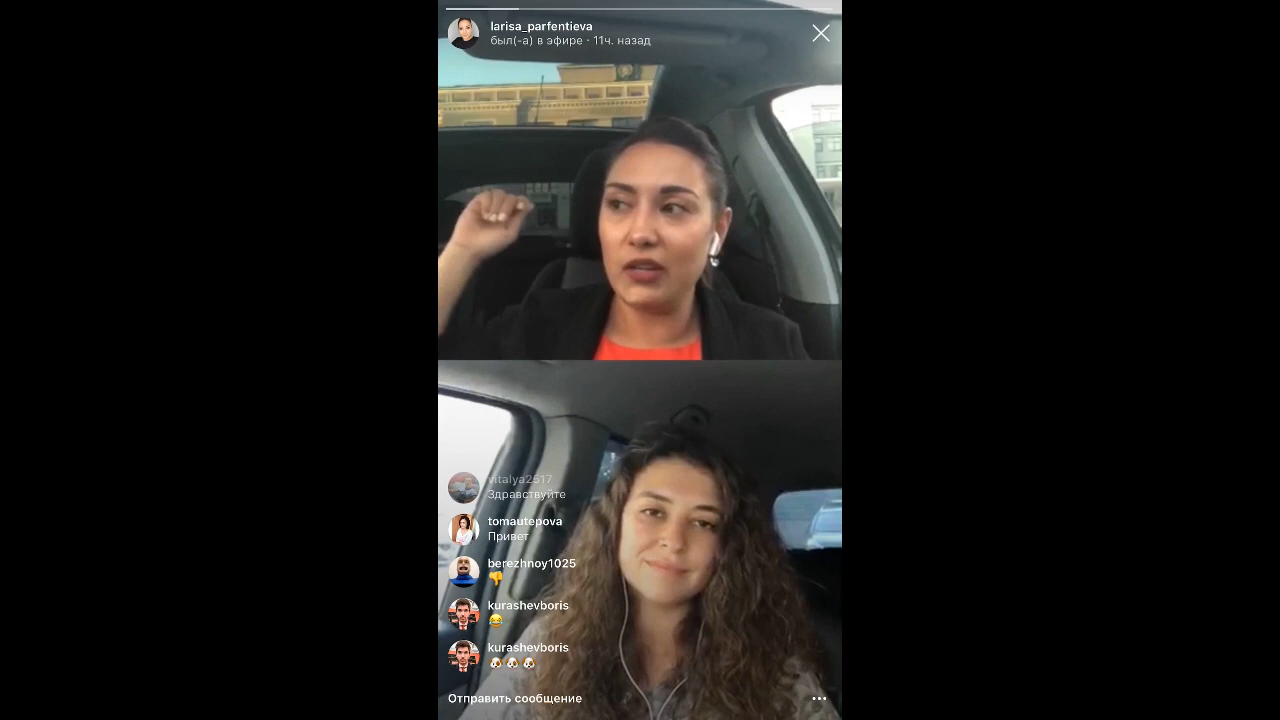 larisa_parfentieva
был(-а) в эфире · 11ч. назад
vitalya2517
Здравствуйте
tomautepova
Привет
berezhnoy1025
👎
kurashevboris
😂
kurashevboris
🐶🐶🐶
Отправить сообщение